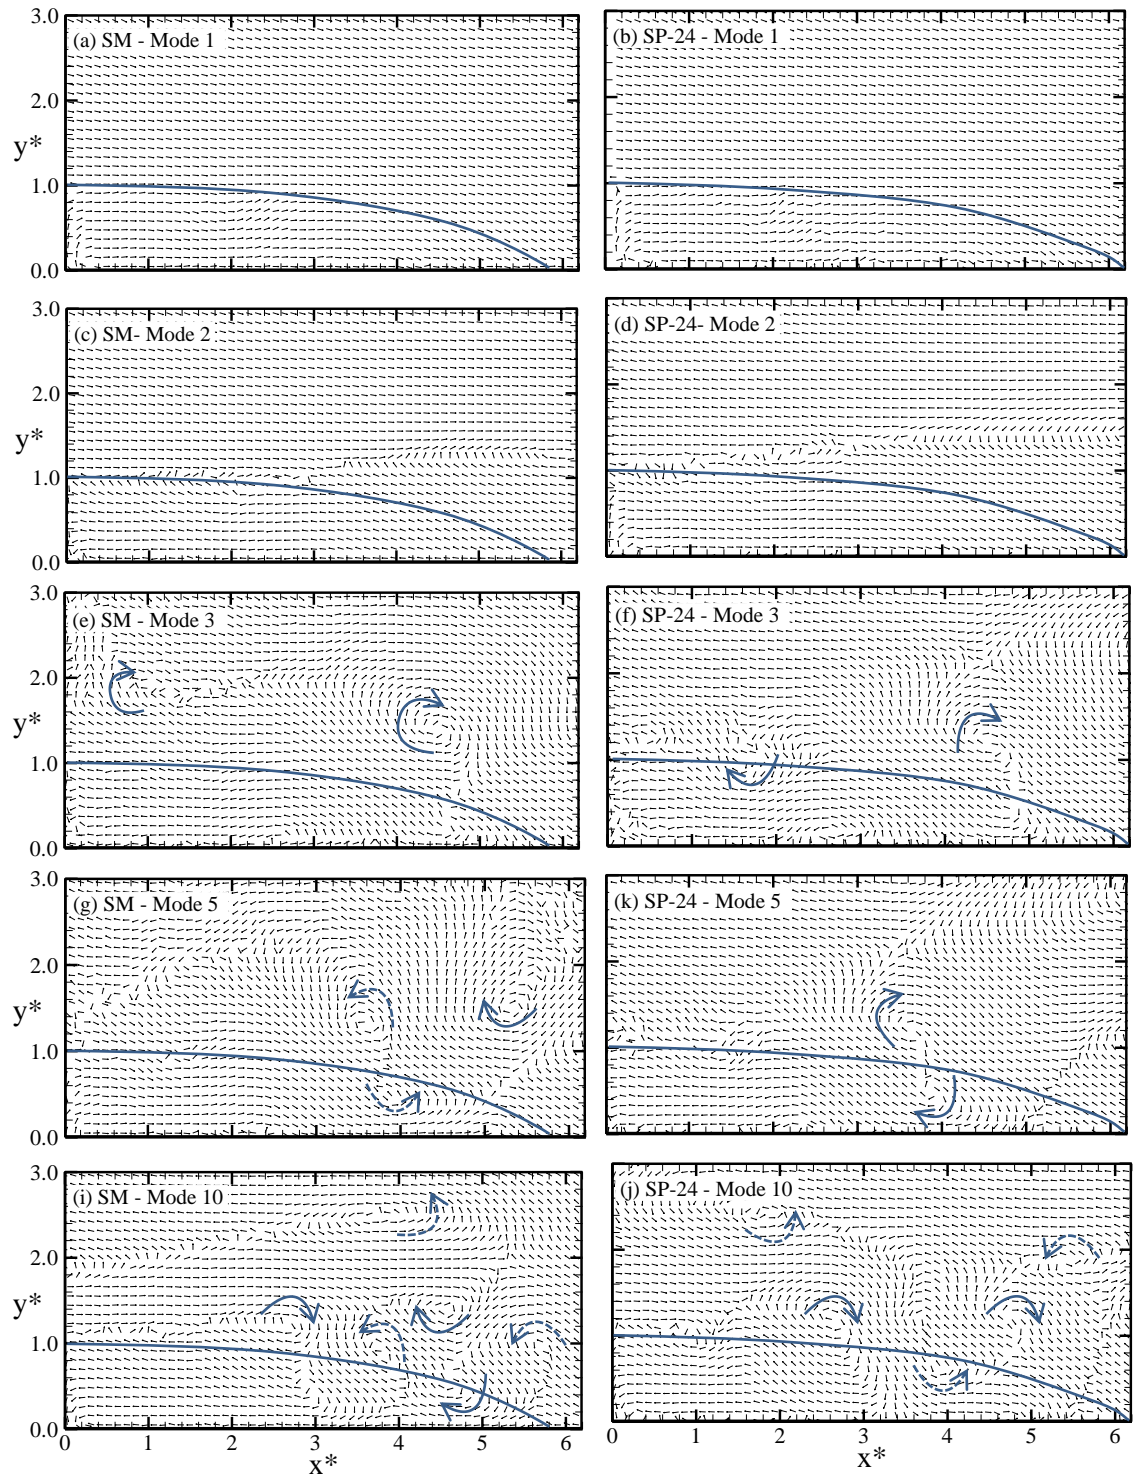 (a) SM - Mode 1
(b) SP-24 - Mode 1
3.0
2.0
y*
1.0
0.0
(c) SM- Mode 2
(d) SP-24- Mode 2
3.0
2.0
y*
1.0
0.0
(e) SM - Mode 3
(f) SP-24 - Mode 3
3.0
2.0
y*
1.0
0.0
(g) SM - Mode 5
(k) SP-24 - Mode 5
3.0
2.0
y*
1.0
0.0
(i) SM - Mode 10
(j) SP-24 - Mode 10
3.0
2.0
y*
1.0
0.0
0 1 2 3 4 5 6
0 1 2 3 4 5 6
x*
x*